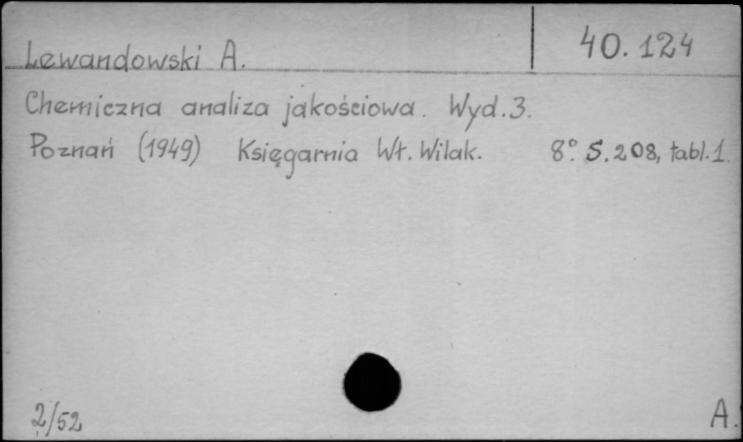 40.124
Lewandowski A.
Chemiczna analiza jakościowa. Wyd.3.
Poznań (1949) Księgarnia Wł. Wilak. 8° S. 208, tabl. 1.
2/52
A.